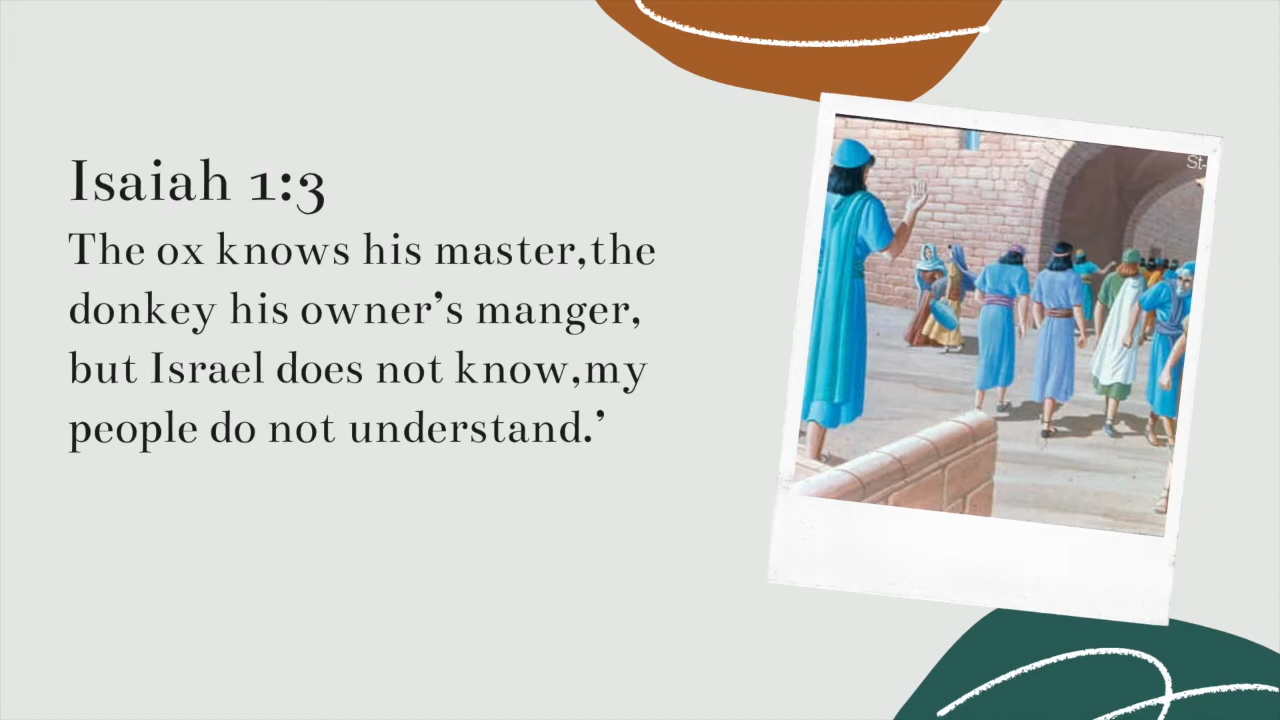 Isaiah 1:3
The ox knows his master,the
donkey his owner’s manger,
but Israel does not know,my
people do not understand.’
St-